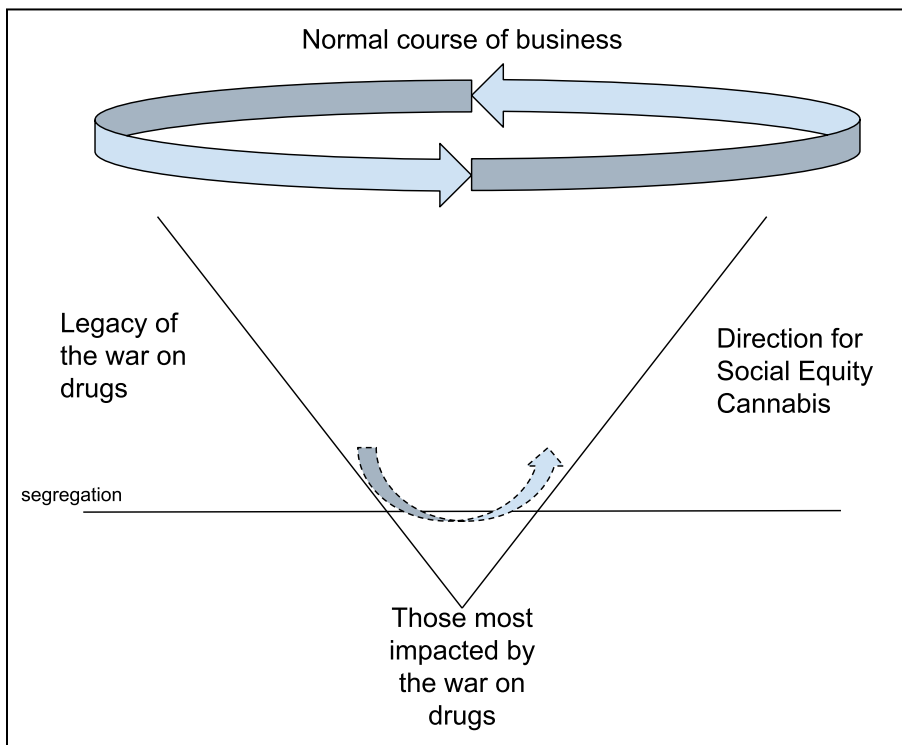 Normal course of business
Legacy of
the war on
drugs
Direction for
Social Equity
Cannabis
segregation
Those most
impacted by
the war on
drugs